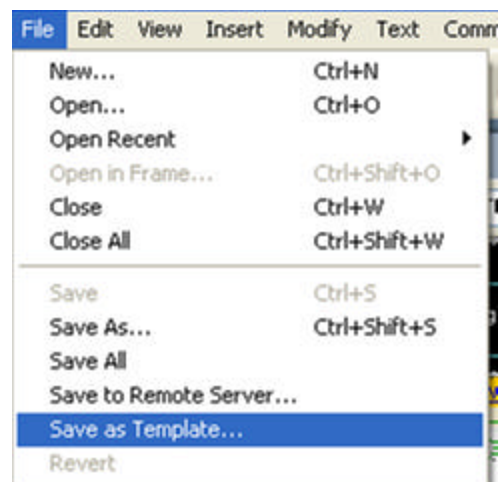 File Edit View Insert Modify Text Comm
New... Ctrl+N
Open... Ctrl+O
Open Recent
Open in Frame... Ctrl+Shift+O
Close Ctrl+W
Close All Ctrl+Shift+W
Save Ctrl+S
Save As... Ctrl+Shift+S
Save All
Save to Remote Server...
Save as Template...
Revert